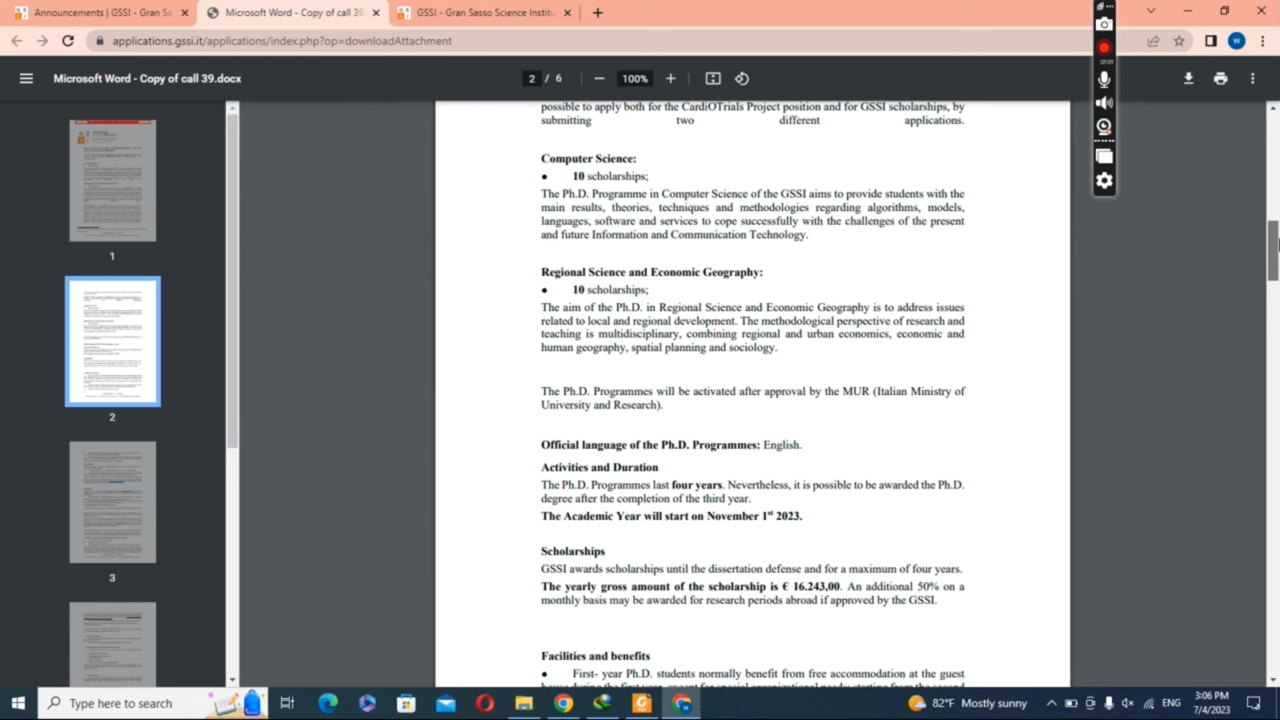 Announcements | GSSI - Gran Sa
Microsoft Word - Copy of call 39.
GSSI - Gran Sasso Science Institu
applications.gssi.it/applications/index.php?op=downloadAttachment
W
Microsoft Word - Copy of call 39.docx
2 / 6
100%
01:01
1
2
3
possible to apply both for the CardiOTrials Project position and for GSSI scholarships, by
submitting two different applications.
Computer Science:
• 10 scholarships;
The Ph.D. Programme in Computer Science of the GSSI aims to provide students with the
main results, theories, techniques and methodologies regarding algorithms, models,
languages, software and services to cope successfully with the challenges of the present
and future Information and Communication Technology.
Regional Science and Economic Geography:
• 10 scholarships;
The aim of the Ph.D. in Regional Science and Economic Geography is to address issues
related to local and regional development. The methodological perspective of research and
teaching is multidisciplinary, combining regional and urban economics, economic and
human geography, spatial planning and sociology.
The Ph.D. Programmes will be activated after approval by the MUR (Italian Ministry of
University and Research).
Official language of the Ph.D. Programmes: English.
Activities and Duration
The Ph.D. Programmes last four years. Nevertheless, it is possible to be awarded the Ph.D.
degree after the completion of the third year.
The Academic Year will start on November 1st 2023.
Scholarships
GSSI awards scholarships until the dissertation defense and for a maximum of four years.
The yearly gross amount of the scholarship is € 16.243,00. An additional 50% on a
monthly basis may be awarded for research periods abroad if approved by the GSSI.
Facilities and benefits
• First- year Ph.D. students normally benefit from free accommodation at the guest
Type here to search
82°F Mostly sunny
ENG
3:06 PM
7/4/2023